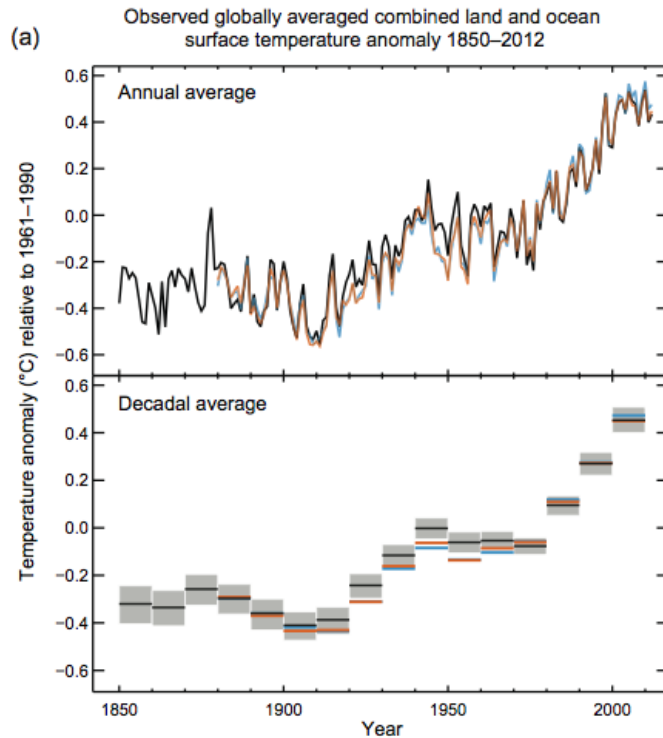 Observed globally averaged combined land and ocean
surface temperature anomaly 1850–2012
(a)
Annual average
0.6
0.4
0.2
0.0
−0.2
−0.4
−0.6
Temperature anomaly (°C) relative to 1961–1990
Decadal average
0.6
0.4
0.2
0.0
−0.2
−0.4
−0.6
1850
1900
1950
2000
Year